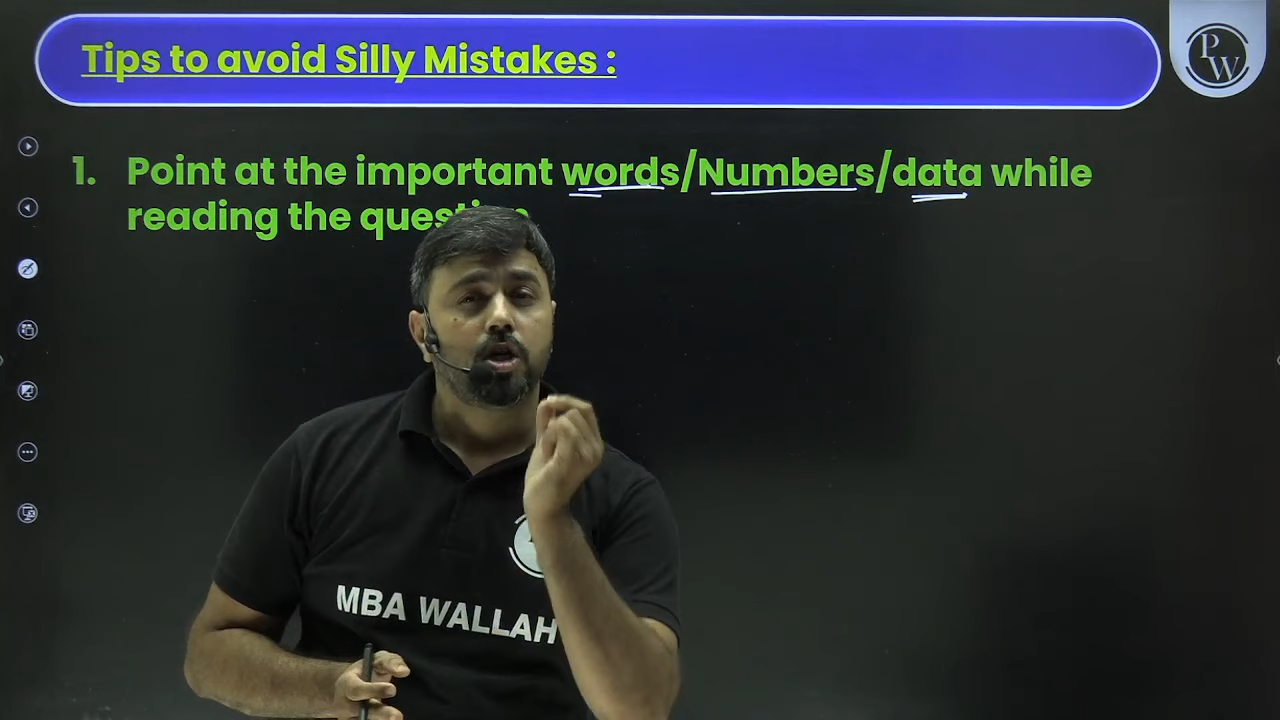 Tips to avoid Silly Mistakes :
PW
1. Point at the important words/Numbers/data while
reading the question
MBA WALLAH